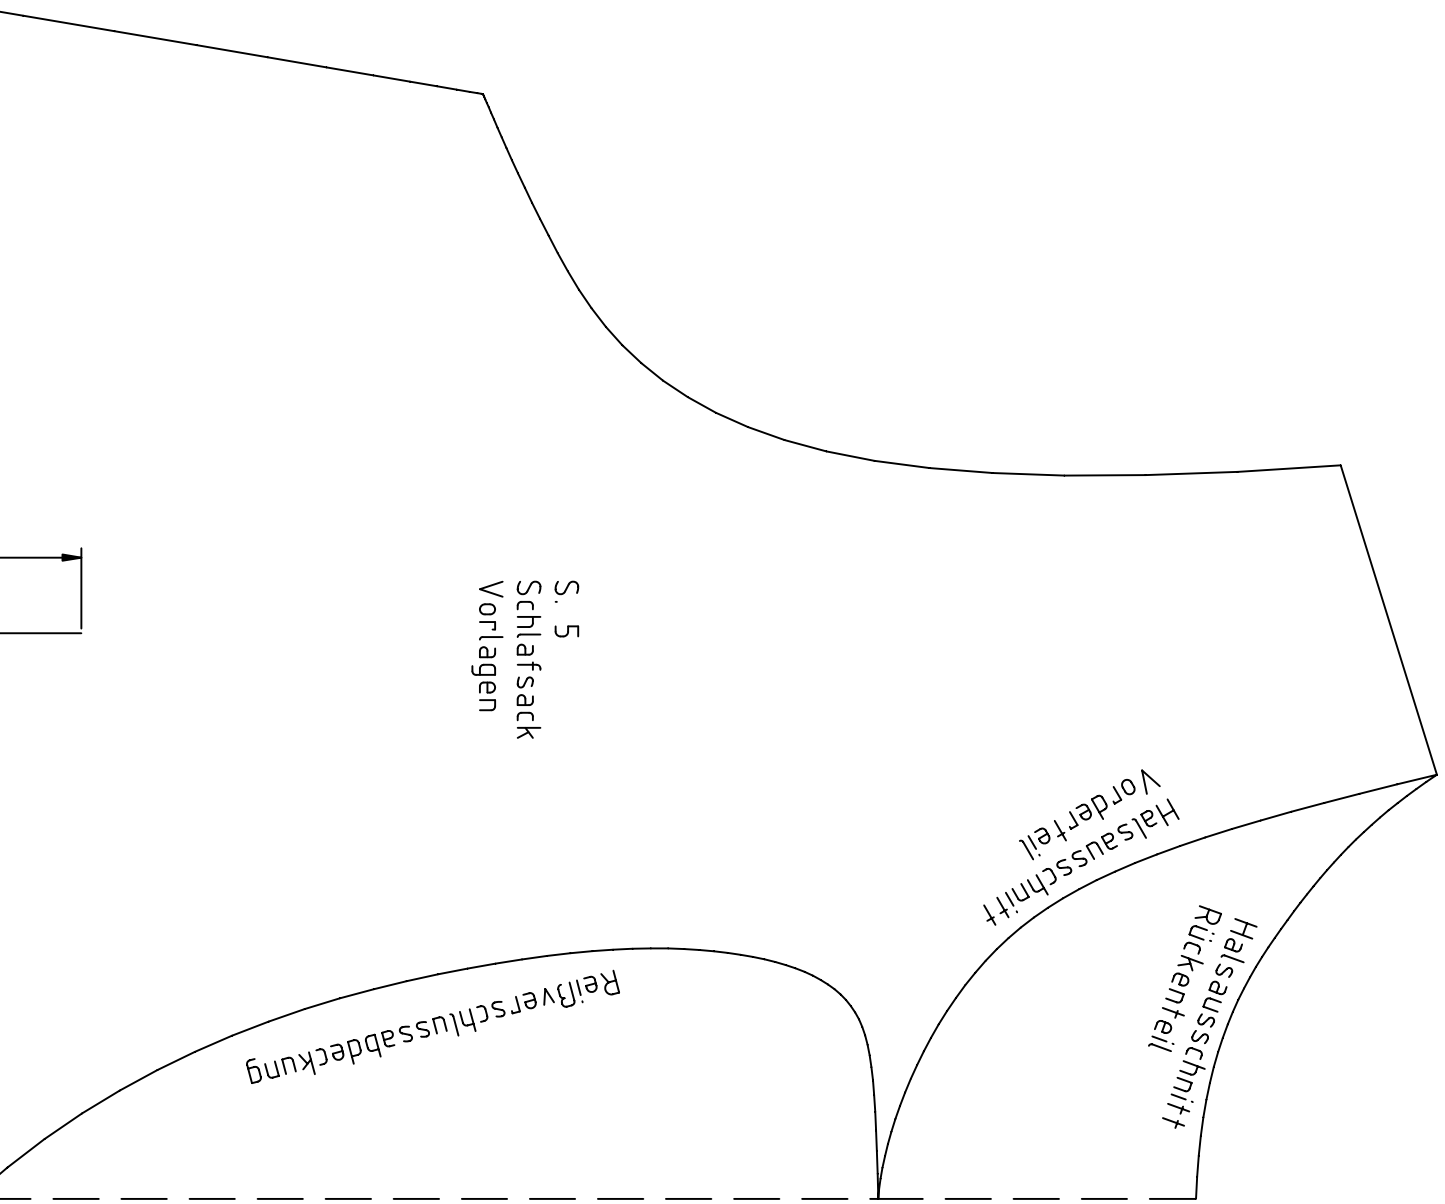 S. 5
Schlafsack
Vorlagen
Halsausschnitt
Vorderteil
Halsausschnitt
Rückenteil
Reißverschlussabdeckung